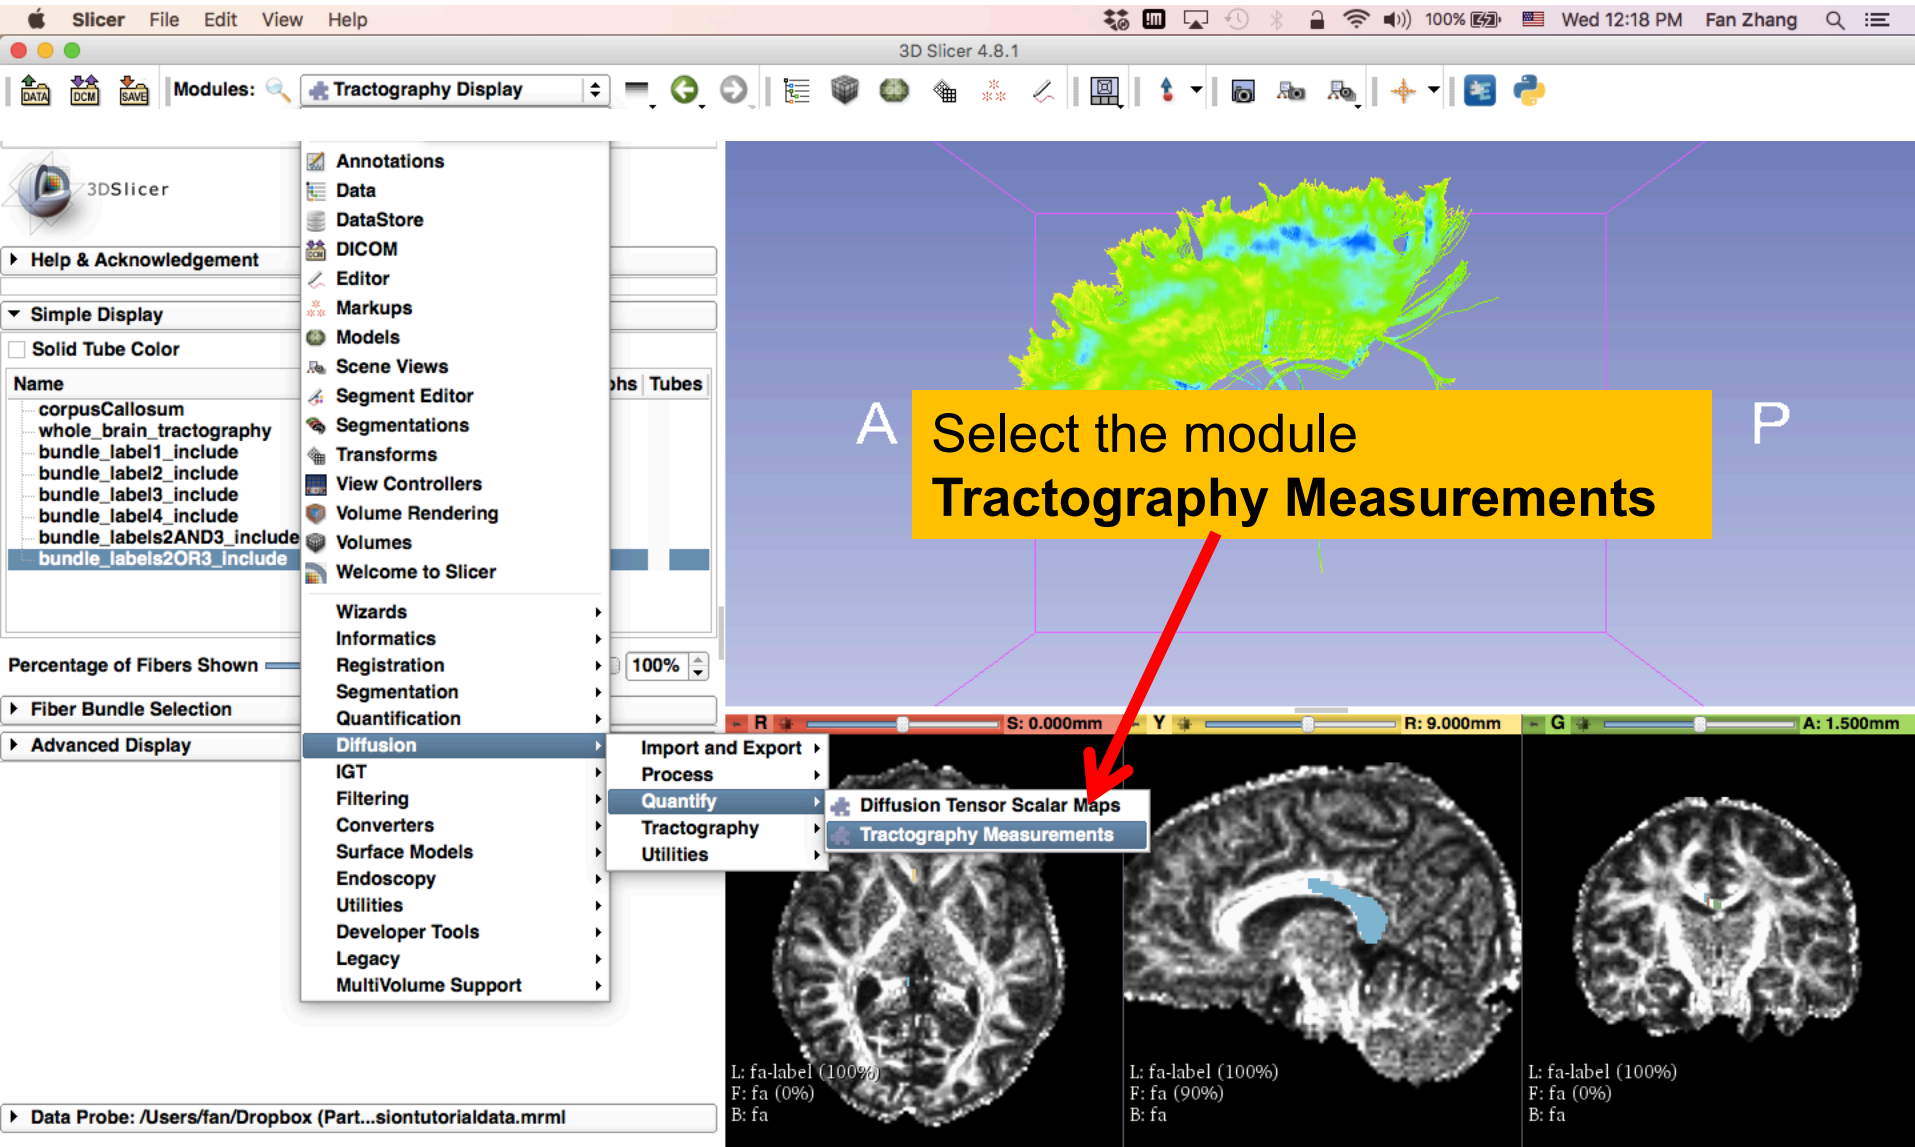 Slicer File Edit View Help 100% Wed 12:18 PM Fan Zhang
3D Slicer 4.8.1
DATA DCM SAVE Modules: Tractography Display
3DSlicer
Help & Acknowledgement
Simple Display
Solid Tube Color
Name phs Tubes
corpusCallosum
whole_brain_tractography
bundle_label1_include
bundle_label2_include
bundle_label3_include
bundle_label4_include
bundle_labels2AND3_include
bundle_labels2OR3_include
Percentage of Fibers Shown 100%
Fiber Bundle Selection
Advanced Display
Annotations
Data
DataStore
DICOM
Editor
Markups
Models
Scene Views
Segment Editor
Segmentations
Transforms
View Controllers
Volume Rendering
Volumes
Welcome to Slicer
Wizards
Informatics
Registration
Segmentation
Quantification
Diffusion
IGT
Filtering
Converters
Surface Models
Endoscopy
Utilities
Developer Tools
Legacy
MultiVolume Support
Import and Export
Process
Quantify
Tractography
Utilities
Diffusion Tensor Scalar Maps
Tractography Measurements
A
P
Select the module
Tractography Measurements
R S: 0.000mm
Y R: 9.000mm
G A: 1.500mm
L: fa-label (100%)
F: fa (0%)
B: fa
L: fa-label (100%)
F: fa (90%)
B: fa
L: fa-label (100%)
F: fa (0%)
B: fa
Data Probe: /Users/fan/Dropbox (Part...siontutorialdata.mrml